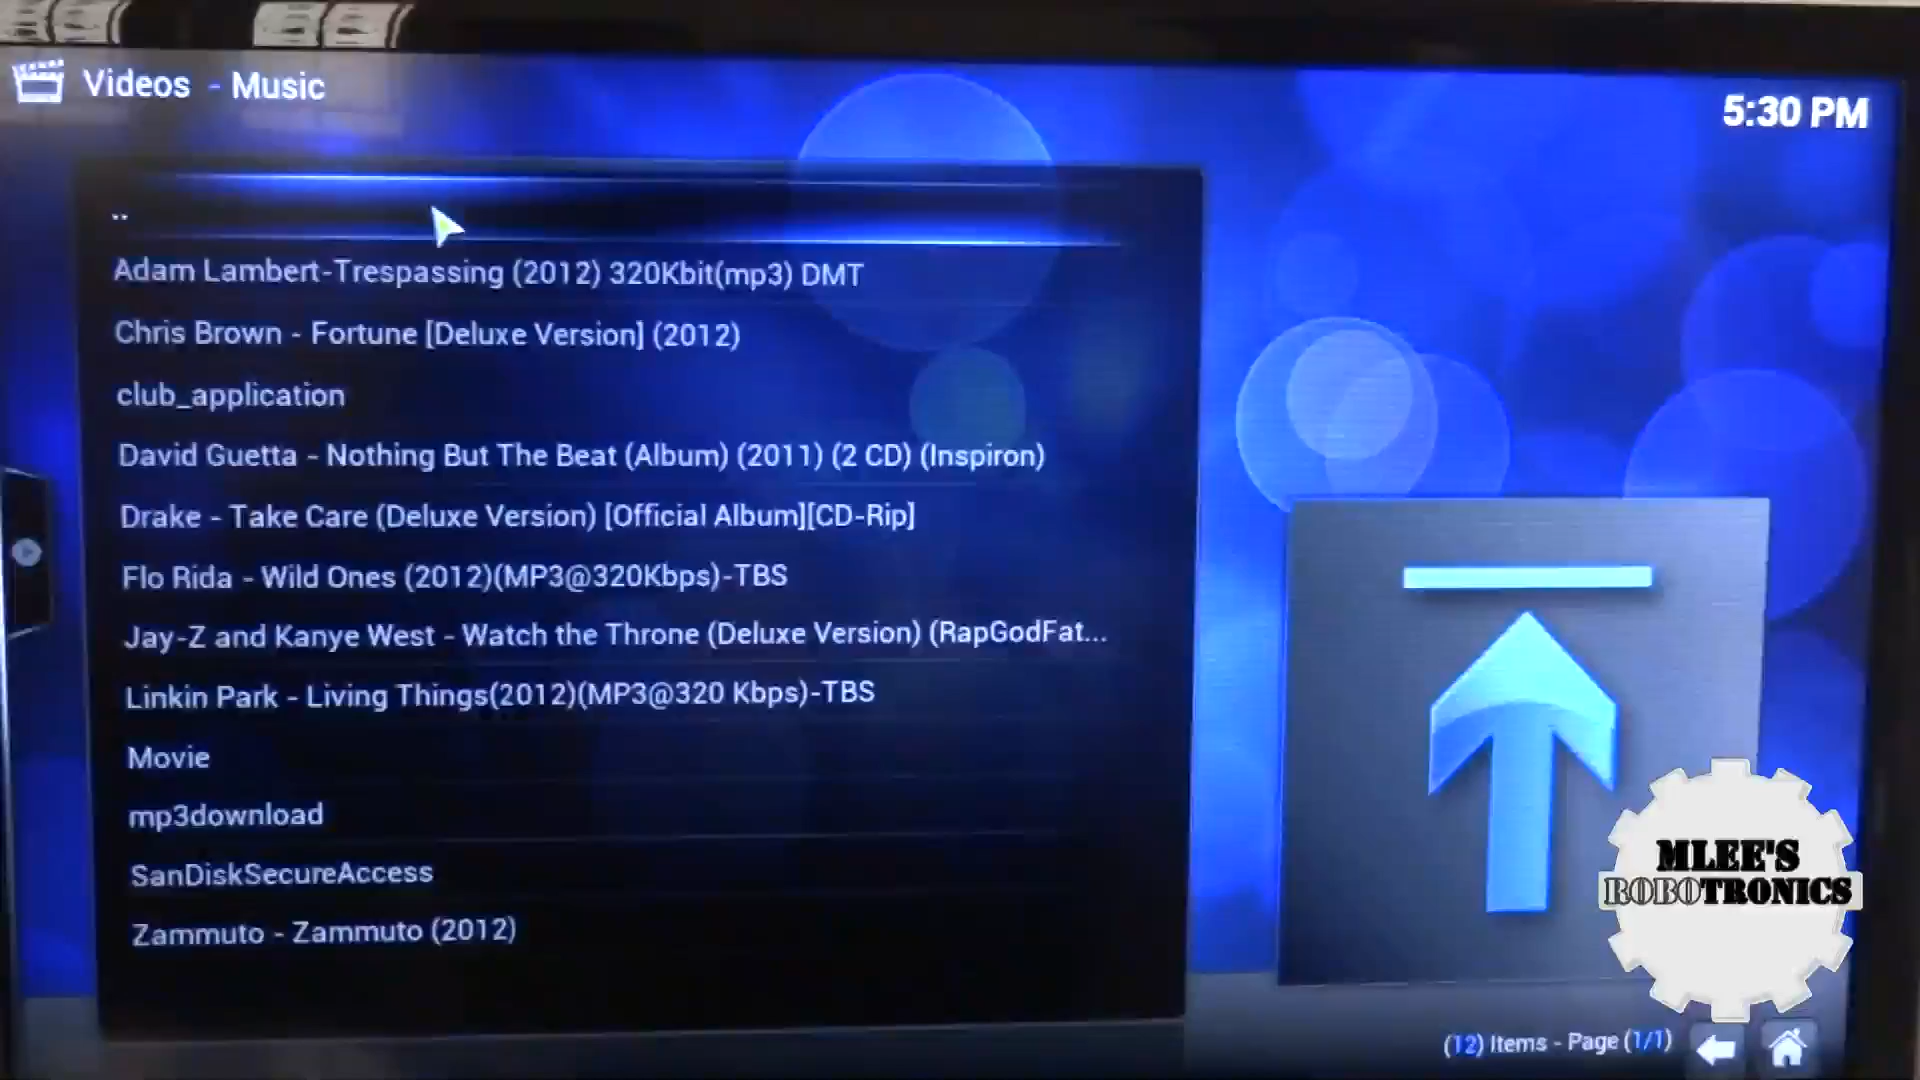 Videos - Music
5:30 PM
..
Adam Lambert-Trespassing (2012) 320Kbit(mp3) DMT
Chris Brown - Fortune [Deluxe Version] (2012)
club_application
David Guetta - Nothing But The Beat (Album) (2011) (2 CD) (Inspiron)
Drake - Take Care (Deluxe Version) [Official Album][CD-Rip]
Flo Rida - Wild Ones (2012)(MP3@320Kbps)-TBS
Jay-Z and Kanye West - Watch the Throne (Deluxe Version) (RapGodFat...
Linkin Park - Living Things(2012)(MP3@320 Kbps)-TBS
Movie
mp3download
SanDiskSecureAccess
Zammuto - Zammuto (2012)
MLEE'S
ROBOTRONICS
(12) Items - Page (1/1)